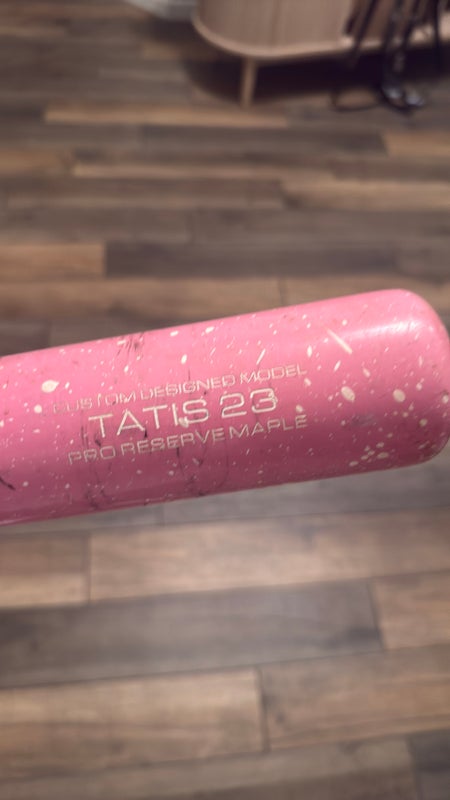 CUSTOM DESIGNED MODEL
TATIS 23
PRO RESERVE MAPLE